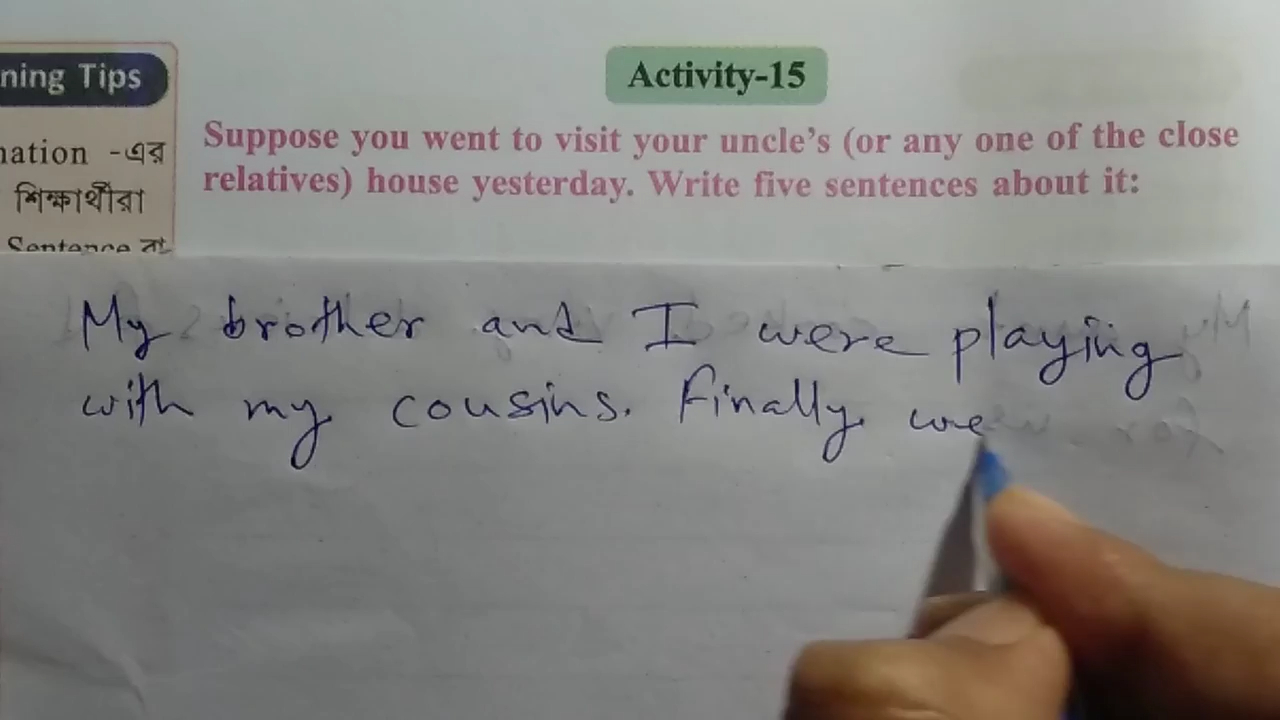 ning Tips
nation -এর
শিক্ষার্থীরা
Sentence বা
Activity-15
Suppose you went to visit your uncle's (or any one of the close
relatives) house yesterday. Write five sentences about it:
My brother and I were playing
with my cousins. Finally we